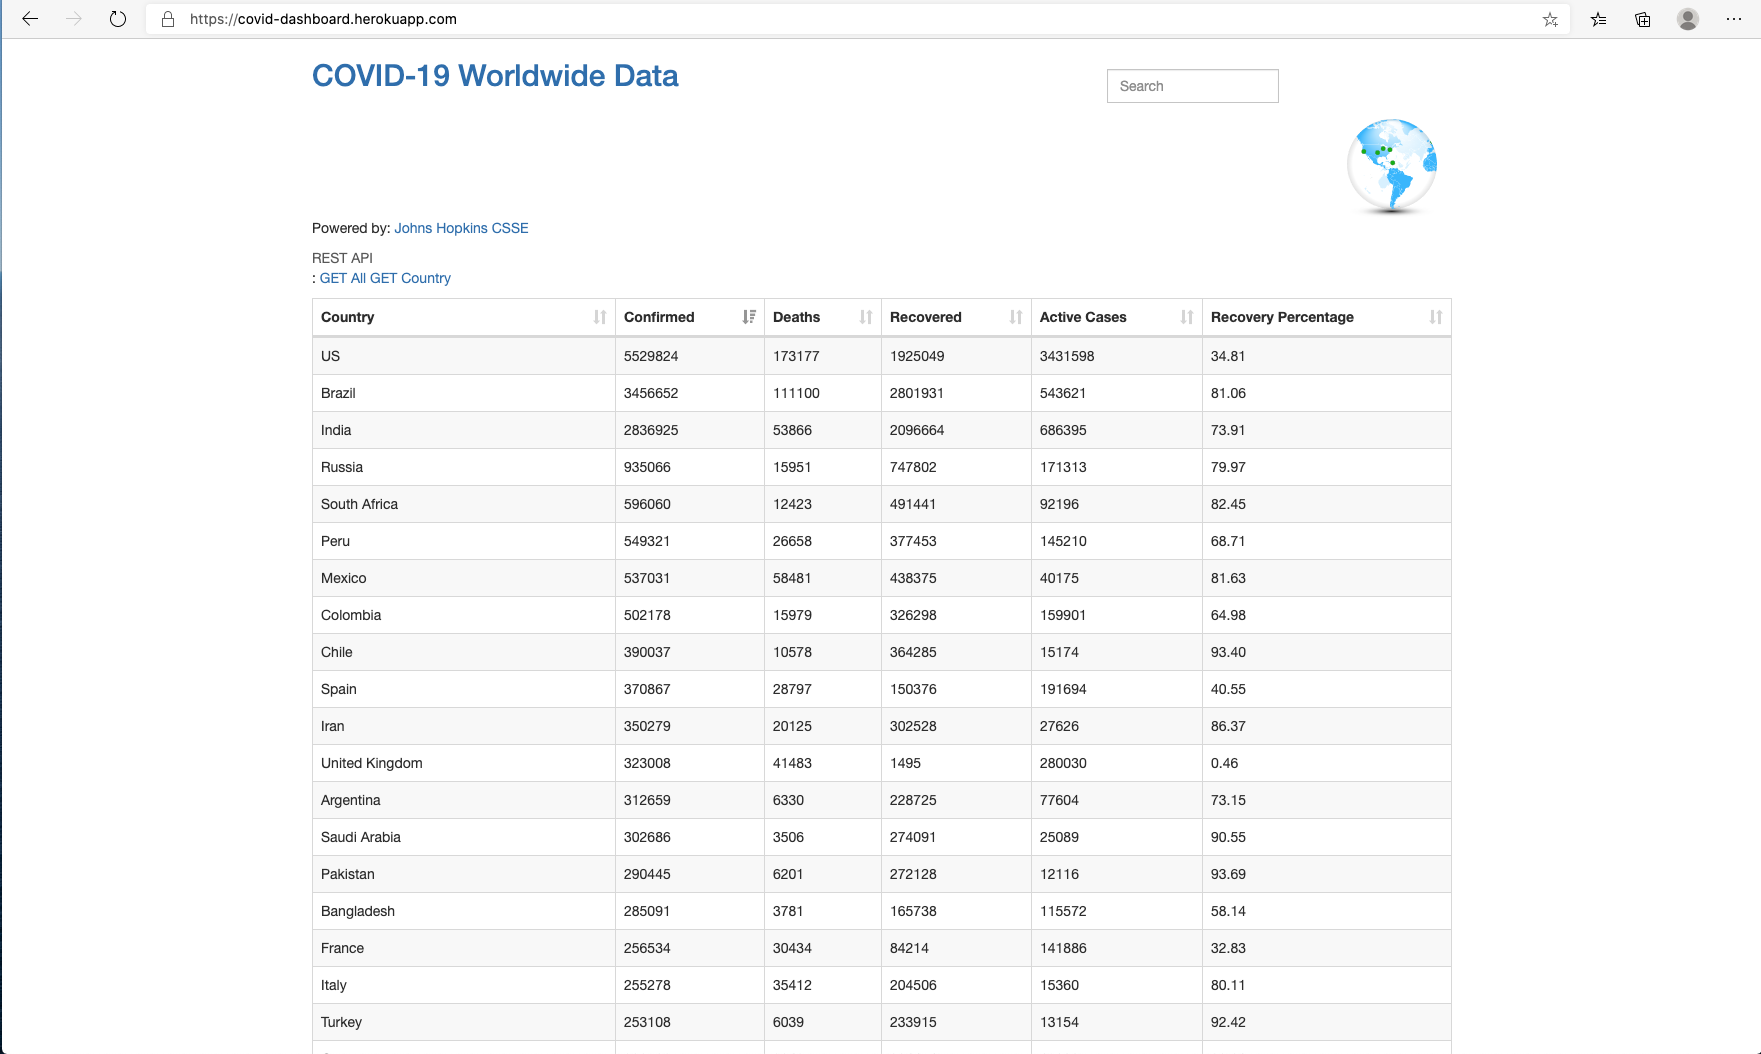 https://covid-dashboard.herokuapp.com
COVID-19 Worldwide Data
Search
Powered by: Johns Hopkins CSSE
REST API
: GET All GET Country
Country Confirmed Deaths Recovered Active Cases Recovery Percentage
US 5529824 173177 1925049 3431598 34.81
Brazil 3456652 111100 2801931 543621 81.06
India 2836925 53866 2096664 686395 73.91
Russia 935066 15951 747802 171313 79.97
South Africa 596060 12423 491441 92196 82.45
Peru 549321 26658 377453 145210 68.71
Mexico 537031 58481 438375 40175 81.63
Colombia 502178 15979 326298 159901 64.98
Chile 390037 10578 364285 15174 93.40
Spain 370867 28797 150376 191694 40.55
Iran 350279 20125 302528 27626 86.37
United Kingdom 323008 41483 1495 280030 0.46
Argentina 312659 6330 228725 77604 73.15
Saudi Arabia 302686 3506 274091 25089 90.55
Pakistan 290445 6201 272128 12116 93.69
Bangladesh 285091 3781 165738 115572 58.14
France 256534 30434 84214 141886 32.83
Italy 255278 35412 204506 15360 80.11
Turkey 253108 6039 233915 13154 92.42